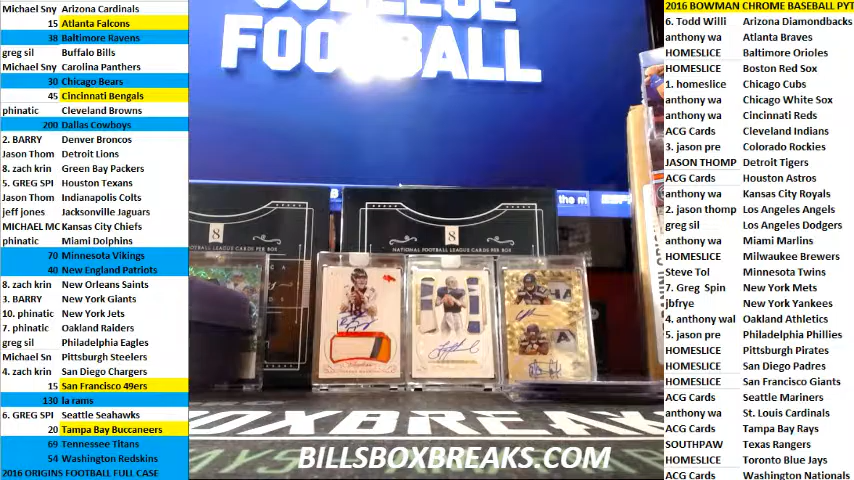 Michael Sny Arizona Cardinals
15 Atlanta Falcons
38 Baltimore Ravens
greg sil Buffalo Bills
Michael Sny Carolina Panthers
30 Chicago Bears
45 Cincinnati Bengals
phinatic Cleveland Browns
200 Dallas Cowboys
2. BARRY Denver Broncos
Jason Thom Detroit Lions
8. zach krin Green Bay Packers
5. GREG SPI Houston Texans
Jason Thom Indianapolis Colts
jeff jones Jacksonville Jaguars
MICHAEL MC Kansas City Chiefs
phinatic Miami Dolphins
70 Minnesota Vikings
40 New England Patriots
8. zach krin New Orleans Saints
3. BARRY New York Giants
10. phinatic New York Jets
7. phinatic Oakland Raiders
greg sil Philadelphia Eagles
Michael Sn Pittsburgh Steelers
4. zach krin San Diego Chargers
15 San Francisco 49ers
130 la rams
6. GREG SPI Seattle Seahawks
20 Tampa Bay Buccaneers
69 Tennessee Titans
54 Washington Redskins
2016 ORIGINS FOOTBALL FULL CASE
COLLEGE
FOOTBALL
the m
8
8
NATIONAL FOOTBALL LEAGUE CARDS PER BOX
BOXBREAKS
BILLSBOXBREAKS.COM
2016 BOWMAN CHROME BASEBALL PYT
6. Todd Willi Arizona Diamondbacks
anthony wa Atlanta Braves
HOMESLICE Baltimore Orioles
HOMESLICE Boston Red Sox
1. homeslice Chicago Cubs
anthony wa Chicago White Sox
anthony wa Cincinnati Reds
ACG Cards Cleveland Indians
3. jason pre Colorado Rockies
JASON THOMP Detroit Tigers
ACG Cards Houston Astros
anthony wa Kansas City Royals
2. jason thomp Los Angeles Angels
greg sil Los Angeles Dodgers
anthony wa Miami Marlins
HOMESLICE Milwaukee Brewers
Steve Tol Minnesota Twins
7. Greg Spin New York Mets
jbfrye New York Yankees
4. anthony wal Oakland Athletics
5. jason pre Philadelphia Phillies
HOMESLICE Pittsburgh Pirates
HOMESLICE San Diego Padres
HOMESLICE San Francisco Giants
ACG Cards Seattle Mariners
anthony wa St. Louis Cardinals
ACG Cards Tampa Bay Rays
SOUTHPAW Texas Rangers
HOMESLICE Toronto Blue Jays
ACG Cards Washington Nationals